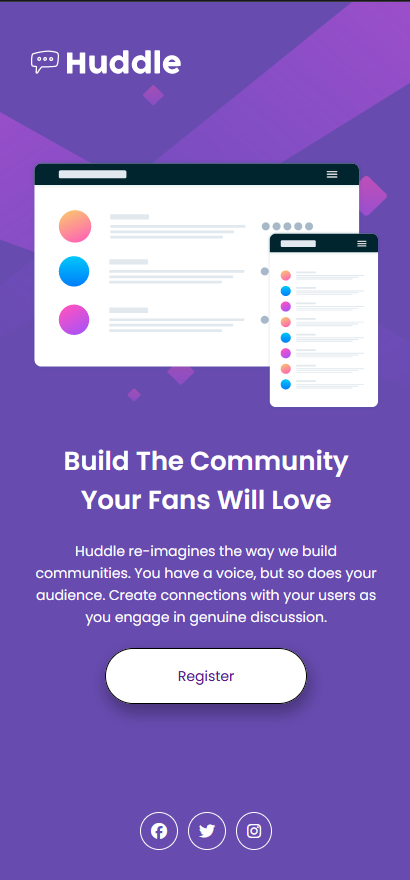 Huddle
Build The Community
Your Fans Will Love
Huddle re-imagines the way we build
communities. You have a voice, but so does your
audience. Create connections with your users as
you engage in genuine discussion.
Register